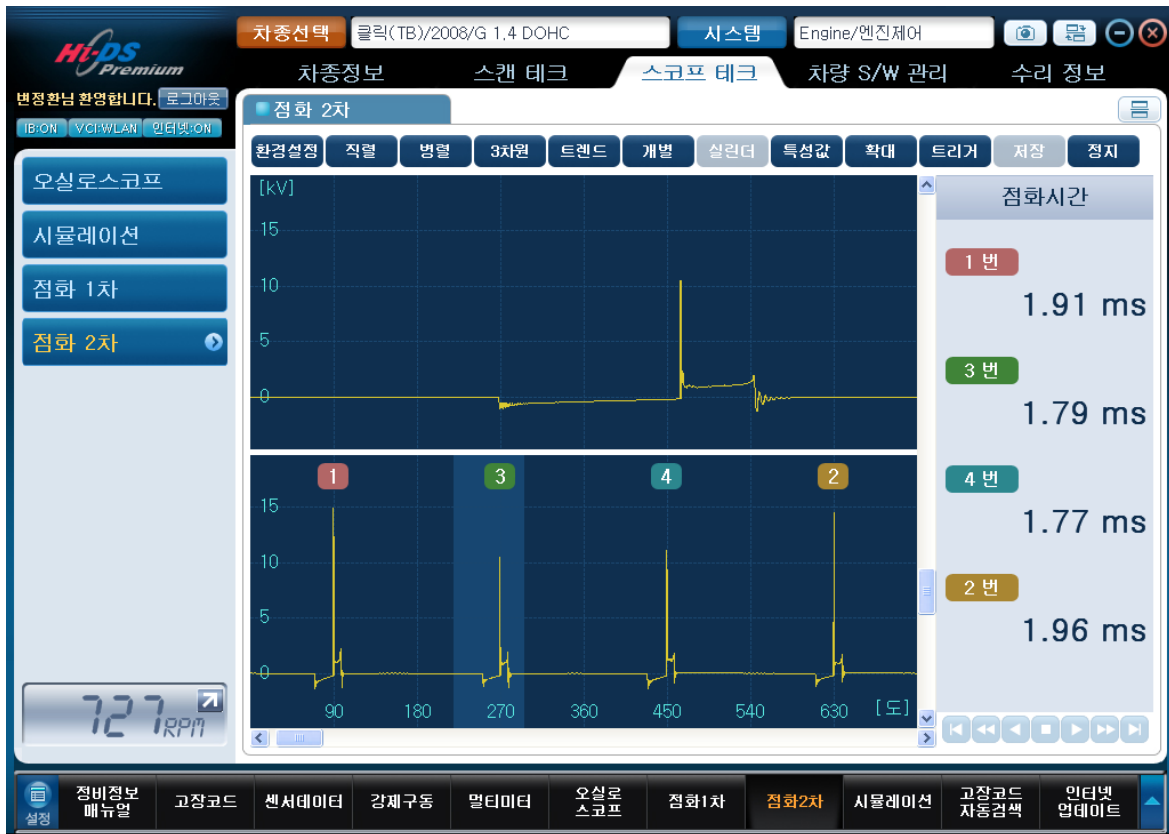 Hi-DS
Premium
차종선택 클릭(TB)/2008/G 1,4 DOHC 시스템 Engine/엔진제어
차종정보 스캔 테크 스코프 테크 차량 S/W 관리 수리 정보
변정환님 환영합니다. 로그아웃
IB:ON VCI:WLAN 인터넷:ON
점화 2차
환경설정 직렬 병렬 3차원 트렌드 개별 실린더 특성값 확대 트리거 저장 정지
오실로스코프
시뮬레이션
점화 1차
점화 2차
[kV]
15
10
5
0
1 3 4 2
15
10
5
0
90 180 270 360 450 540 630 [도]
점화시간
1 번
1.91 ms
3 번
1.79 ms
4 번
1.77 ms
2 번
1.96 ms
727 RPM
설정
정비정보
매뉴얼
고장코드
센서데이터
강제구동
멀티미터
오실로
스코프
점화1차
점화2차
시뮬레이션
고장코드
자동검색
인터넷
업데이트